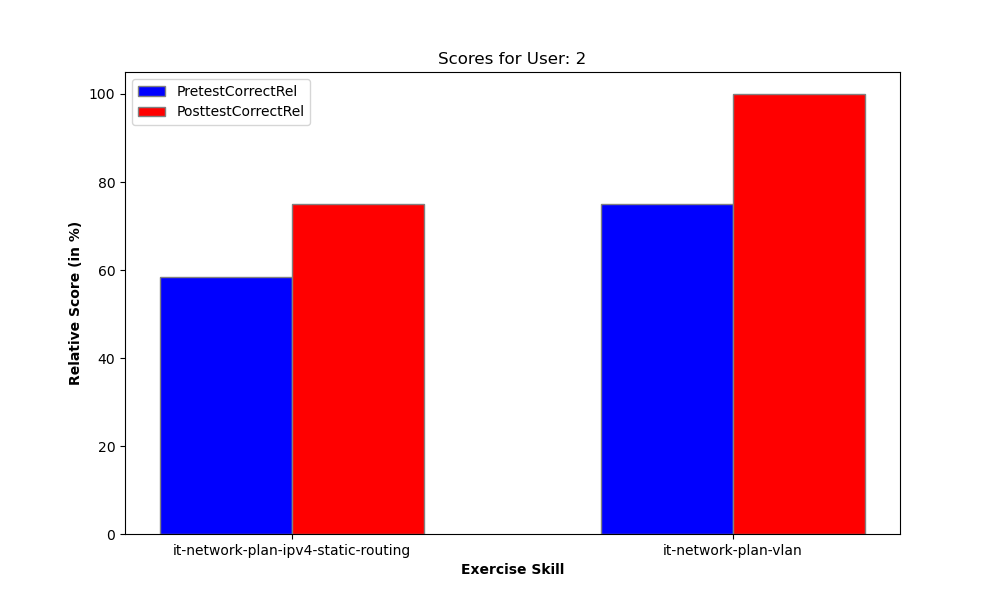 Scores for User: 2
PretestCorrectRel
PosttestCorrectRel
Relative Score (in %)
100
80
60
40
20
0
it-network-plan-ipv4-static-routing
it-network-plan-vlan
Exercise Skill